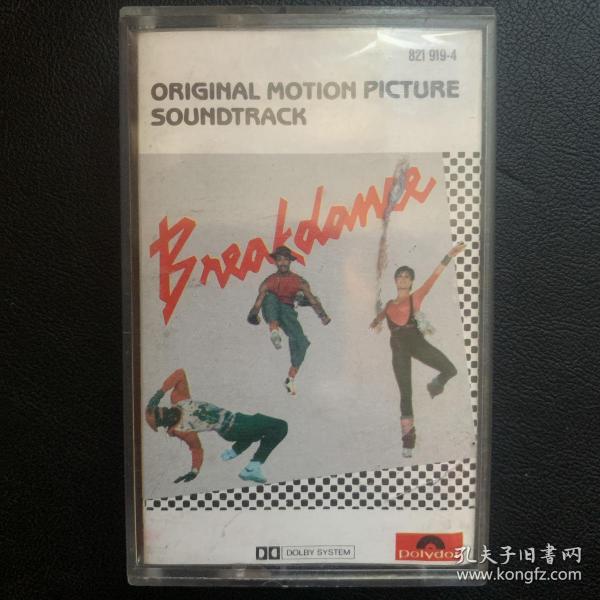 821 919-4
ORIGINAL MOTION PICTURE
SOUNDTRACK
Breakdance
DOLBY SYSTEM
Polydor
孔夫子旧書网
www.kongfz.com